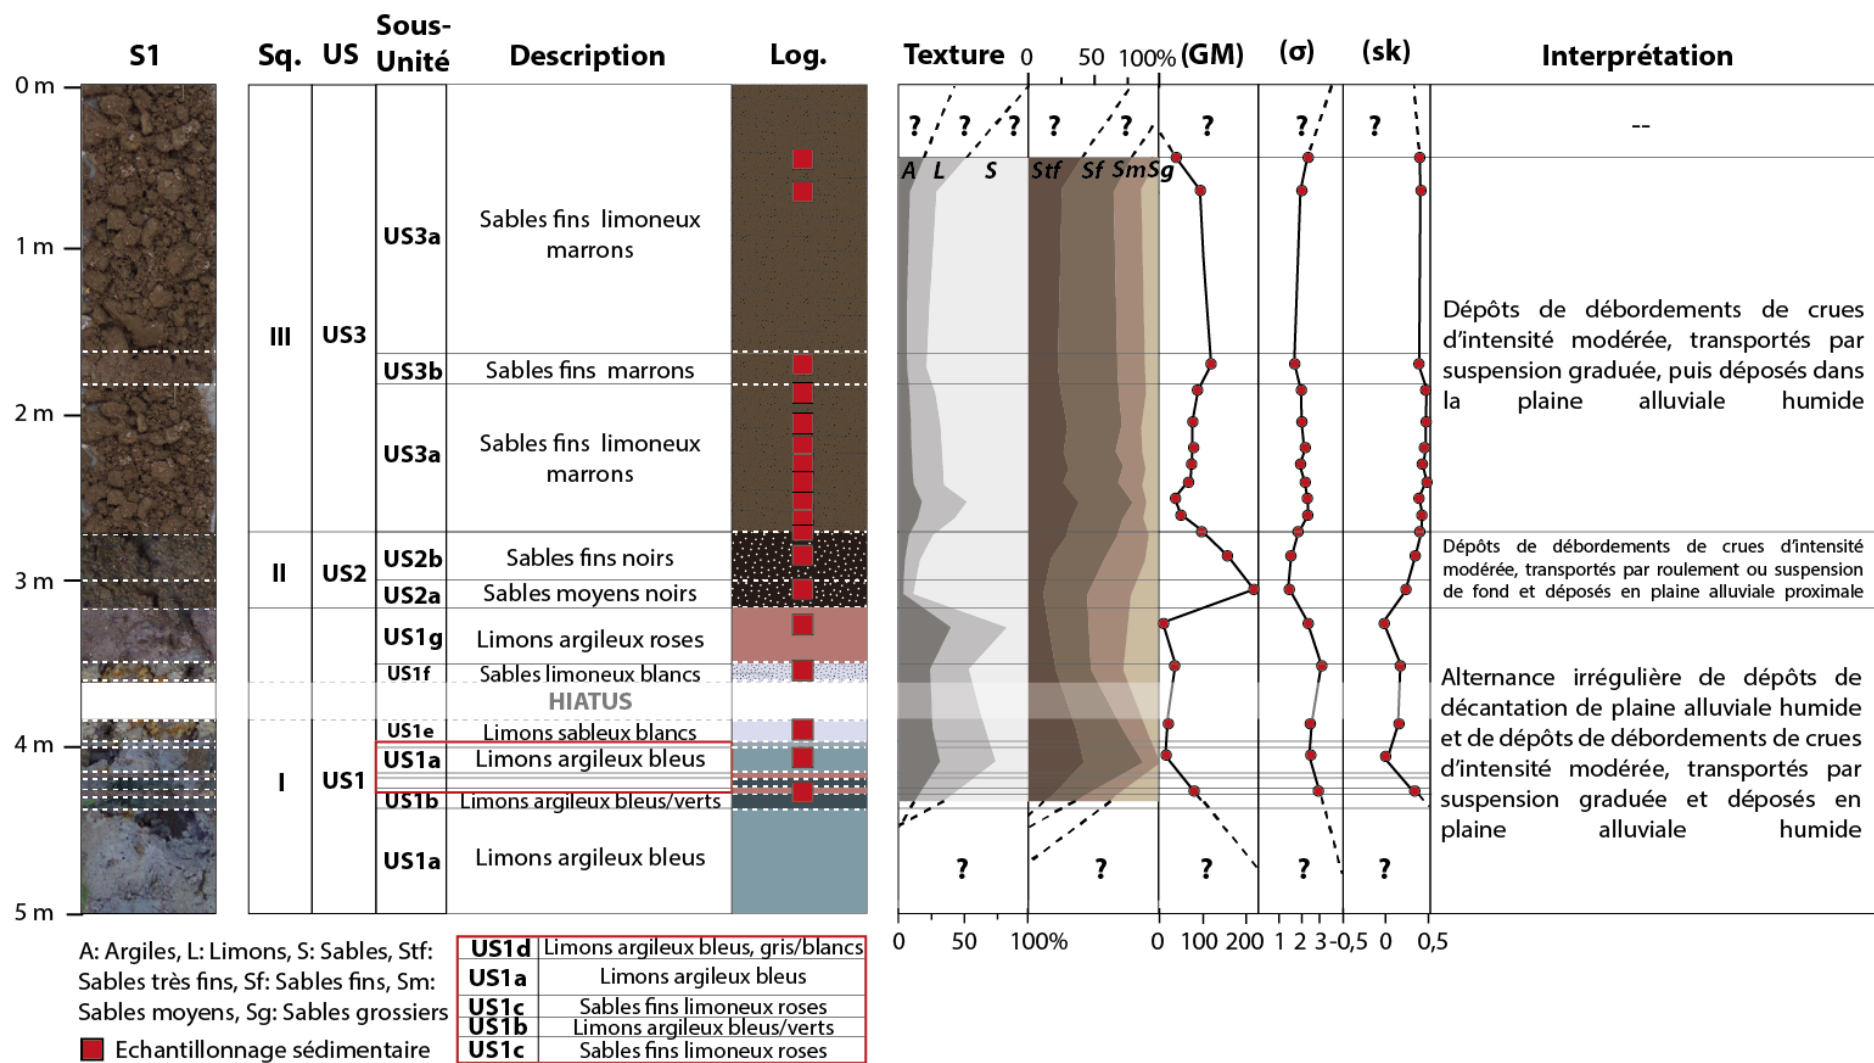 S1 Sq. US Sous-Unité Description Log. Texture 0 50 100% (GM) (σ) (sk) Interprétation
0 m
1 m
2 m
3 m
4 m
5 m
III
II
I
US3
US2
US1
US3a
Sables fins limoneux
marrons
US3b Sables fins marrons
US3a
Sables fins limoneux
marrons
US2b Sables fins noirs
US2a Sables moyens noirs
US1g Limons argileux roses
US1f Sables limoneux blancs
HIATUS
US1e Limons sableux blancs
US1a Limons argileux bleus
US1b Limons argileux bleus/verts
US1a Limons argileux bleus
? ? ? ? ? ? ? ?
A L S Stf Sf Sm Sg
? ? ? ? ?
0 50 100% 0 100 200 1 2 3 -0,5 0 0,5
--
Dépôts de débordements de crues
d’intensité modérée, transportés par
suspension graduée, puis déposés dans
la plaine alluviale humide
Dépôts de débordements de crues d’intensité
modérée, transportés par roulement ou suspension
de fond et déposés en plaine alluviale proximale
Alternance irrégulière de dépôts de
décantation de plaine alluviale humide
et de dépôts de débordements de crues
d’intensité modérée, transportés par
suspension graduée et déposés en
plaine alluviale humide
A: Argiles, L: Limons, S: Sables, Stf:
Sables très fins, Sf: Sables fins, Sm:
Sables moyens, Sg: Sables grossiers
Echantillonnage sédimentaire
US1d Limons argileux bleus, gris/blancs
US1a Limons argileux bleus
US1c Sables fins limoneux roses
US1b Limons argileux bleus/verts
US1c Sables fins limoneux roses